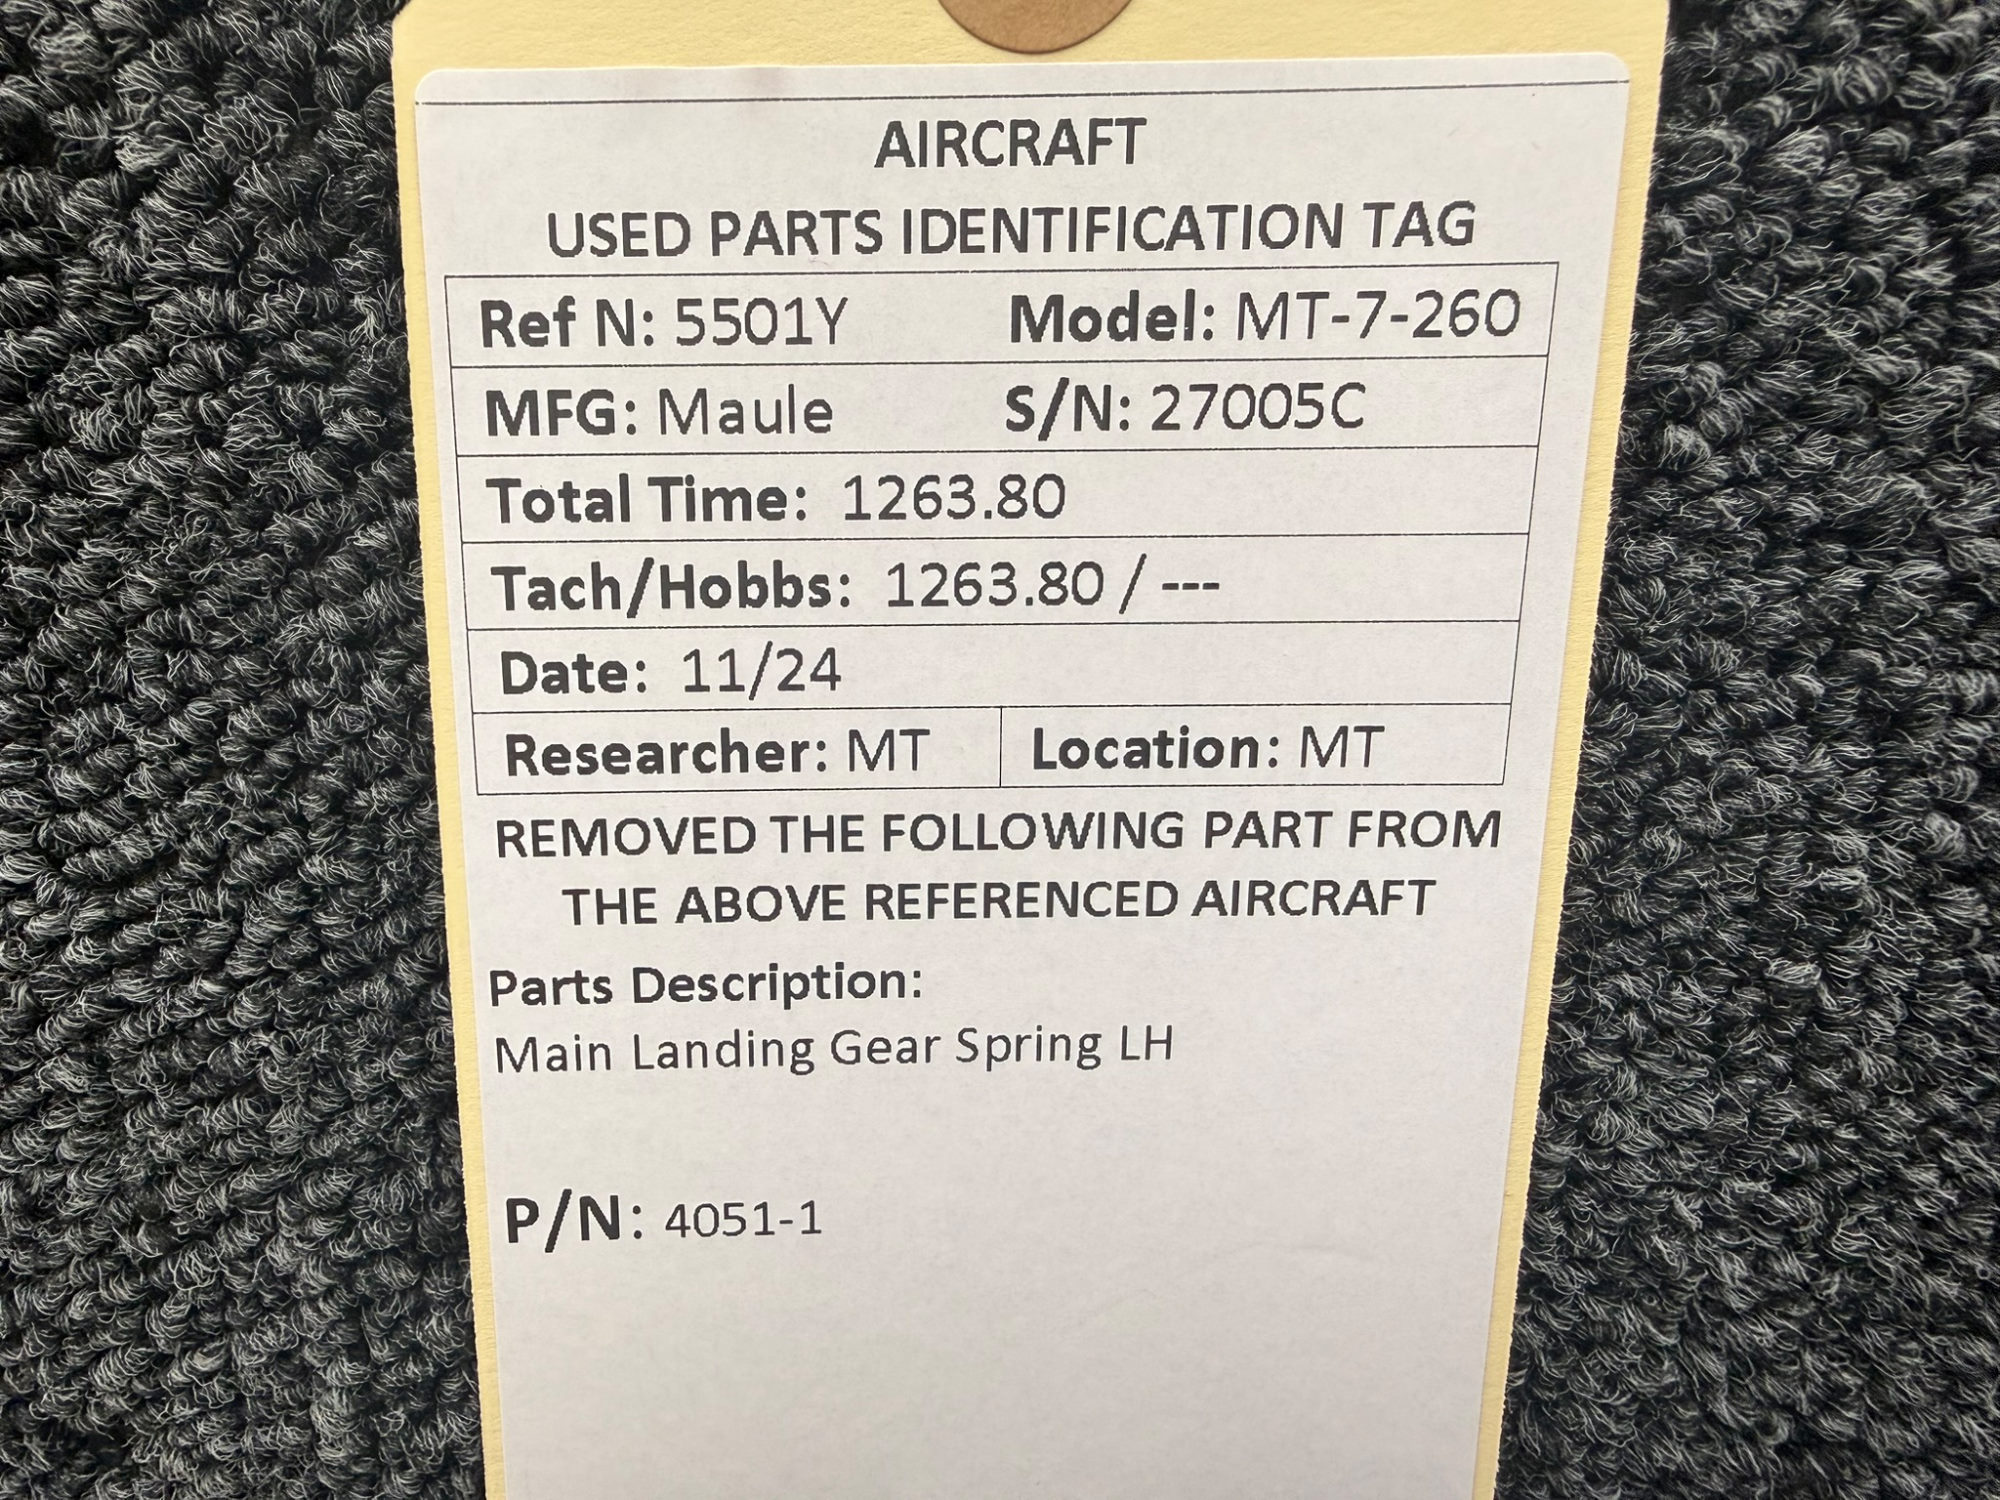 AIRCRAFT
USED PARTS IDENTIFICATION TAG
Ref N: 5501Y Model: MT-7-260
MFG: Maule S/N: 27005C
Total Time: 1263.80
Tach/Hobbs: 1263.80 / ---
Date: 11/24
Researcher: MT Location: MT
REMOVED THE FOLLOWING PART FROM
THE ABOVE REFERENCED AIRCRAFT
Parts Description:
Main Landing Gear Spring LH
P/N: 4051-1